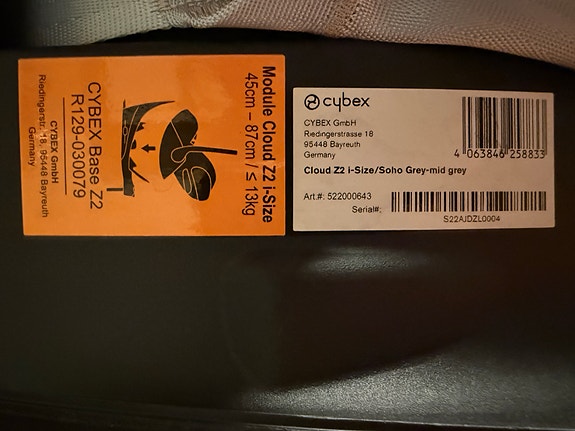 Module Cloud Z2 i-Size
45cm – 87cm / ≤ 13kg
CYBEX Base Z2
R129-030079
CYBEX GmbH
Riedingerstr. 18, 95448 Bayreuth
Germany
cybex
CYBEX GmbH
Riedingerstrasse 18
95448 Bayreuth
Germany
4 063846 258833
Cloud Z2 i-Size/Soho Grey-mid grey
Art.#: 522000643
Serial#:
S22AJDZL0004